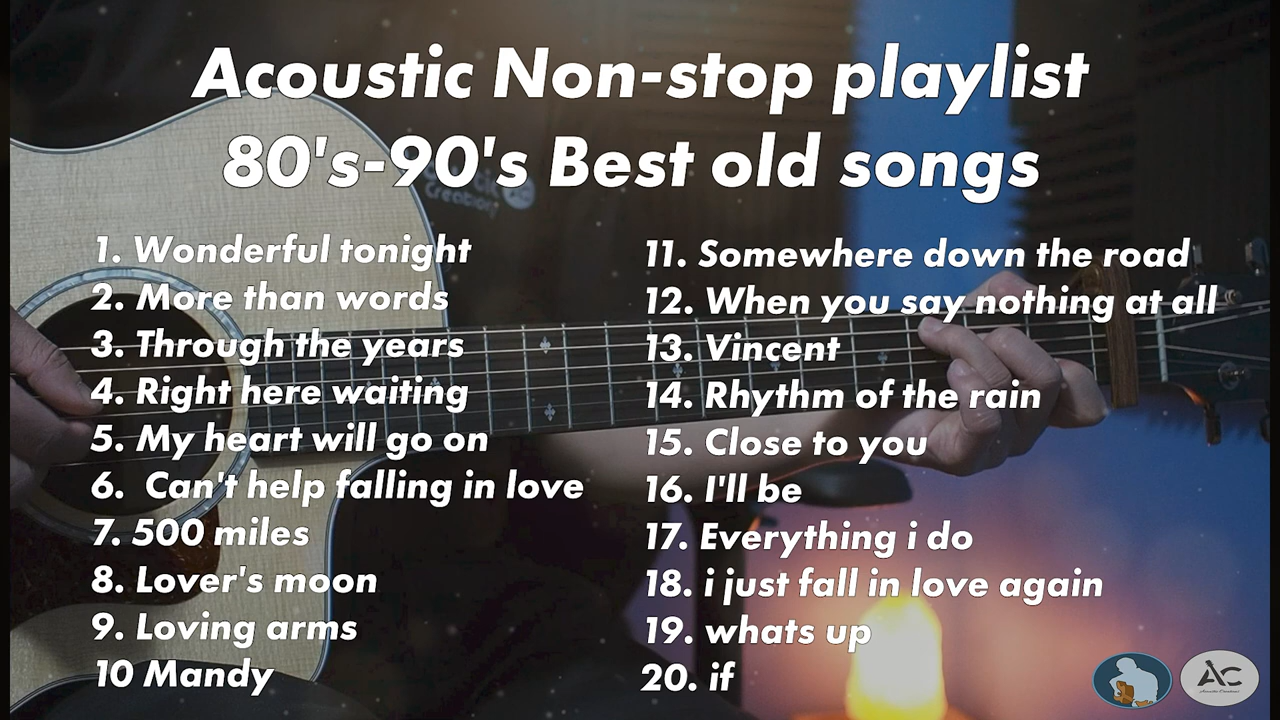 Acoustic Non-stop playlist
80's-90's Best old songs
1. Wonderful tonight
2. More than words
3. Through the years
4. Right here waiting
5. My heart will go on
6. Can't help falling in love
7. 500 miles
8. Lover's moon
9. Loving arms
10 Mandy
11. Somewhere down the road
12. When you say nothing at all
13. Vincent
14. Rhythm of the rain
15. Close to you
16. I'll be
17. Everything i do
18. i just fall in love again
19. whats up
20. if
AC